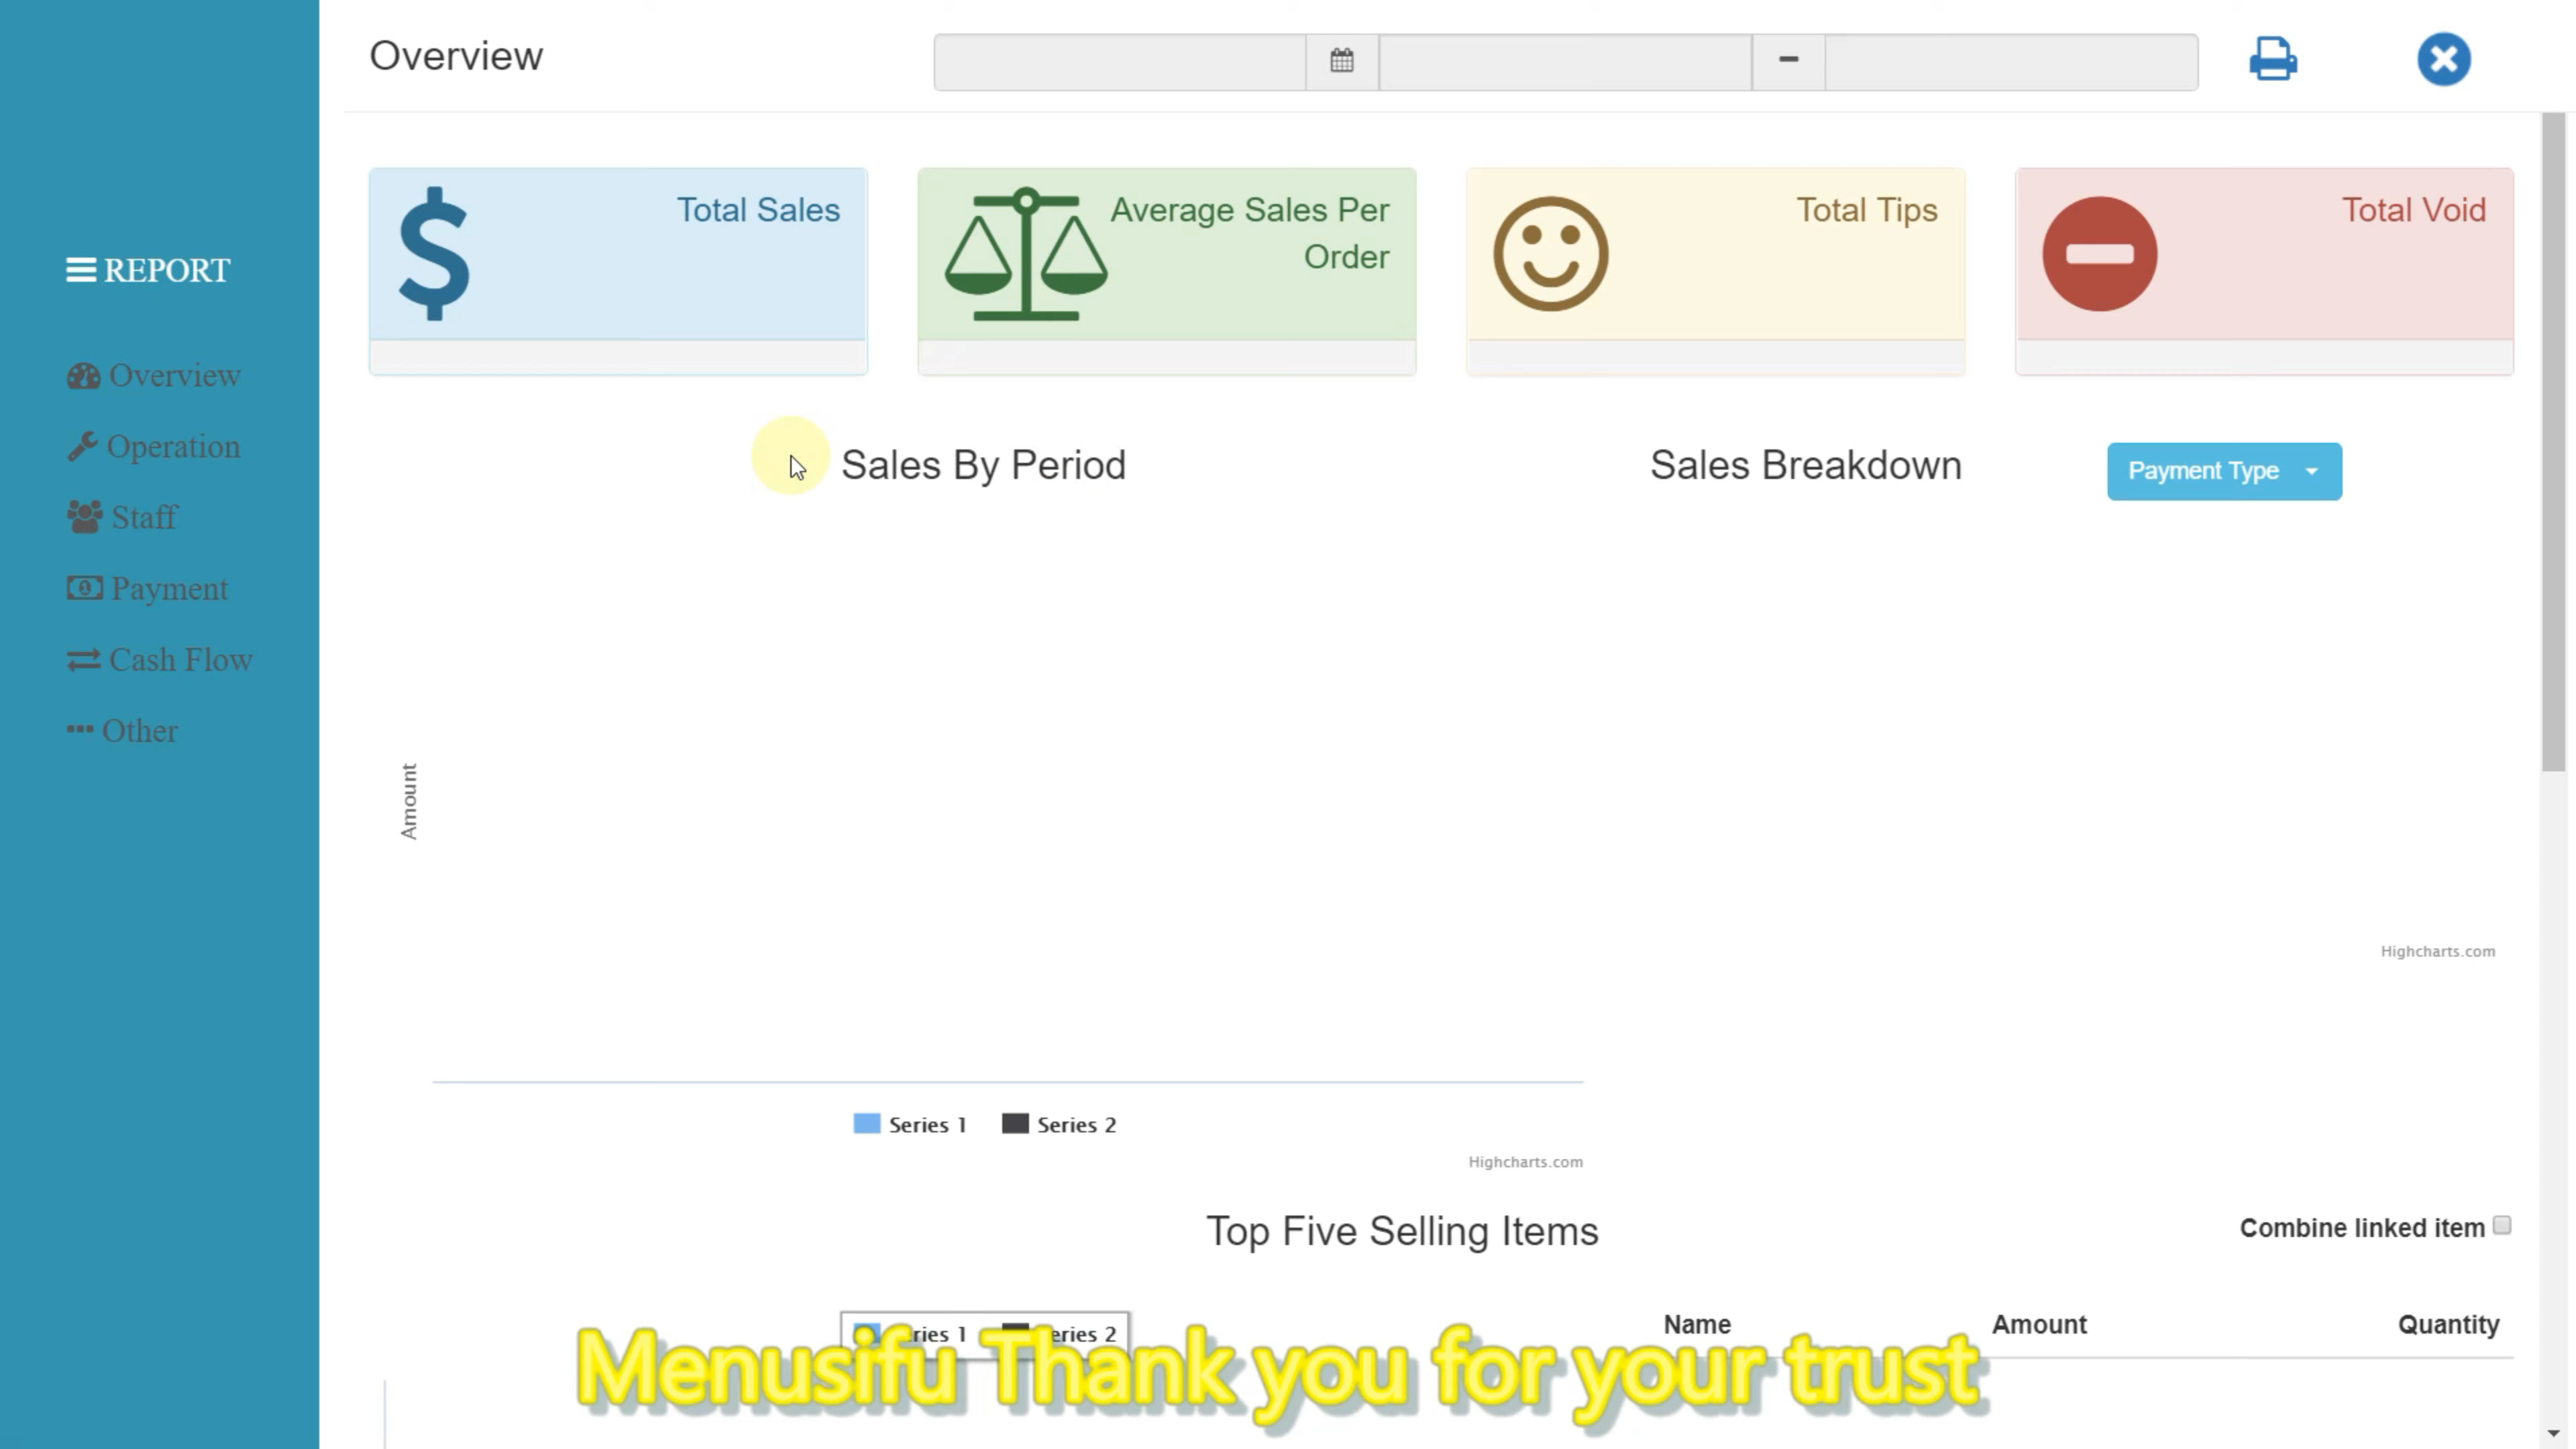 Overview
REPORT
Overview
Operation
Staff
Payment
Cash Flow
Other
Total Sales
Average Sales Per
Order
Total Tips
Total Void
Sales By Period
Sales Breakdown
Payment Type
Amount
Highcharts.com
Series 1 Series 2
Highcharts.com
Top Five Selling Items
Combine linked item
Name Amount Quantity
Menusifu Thank you for your trust